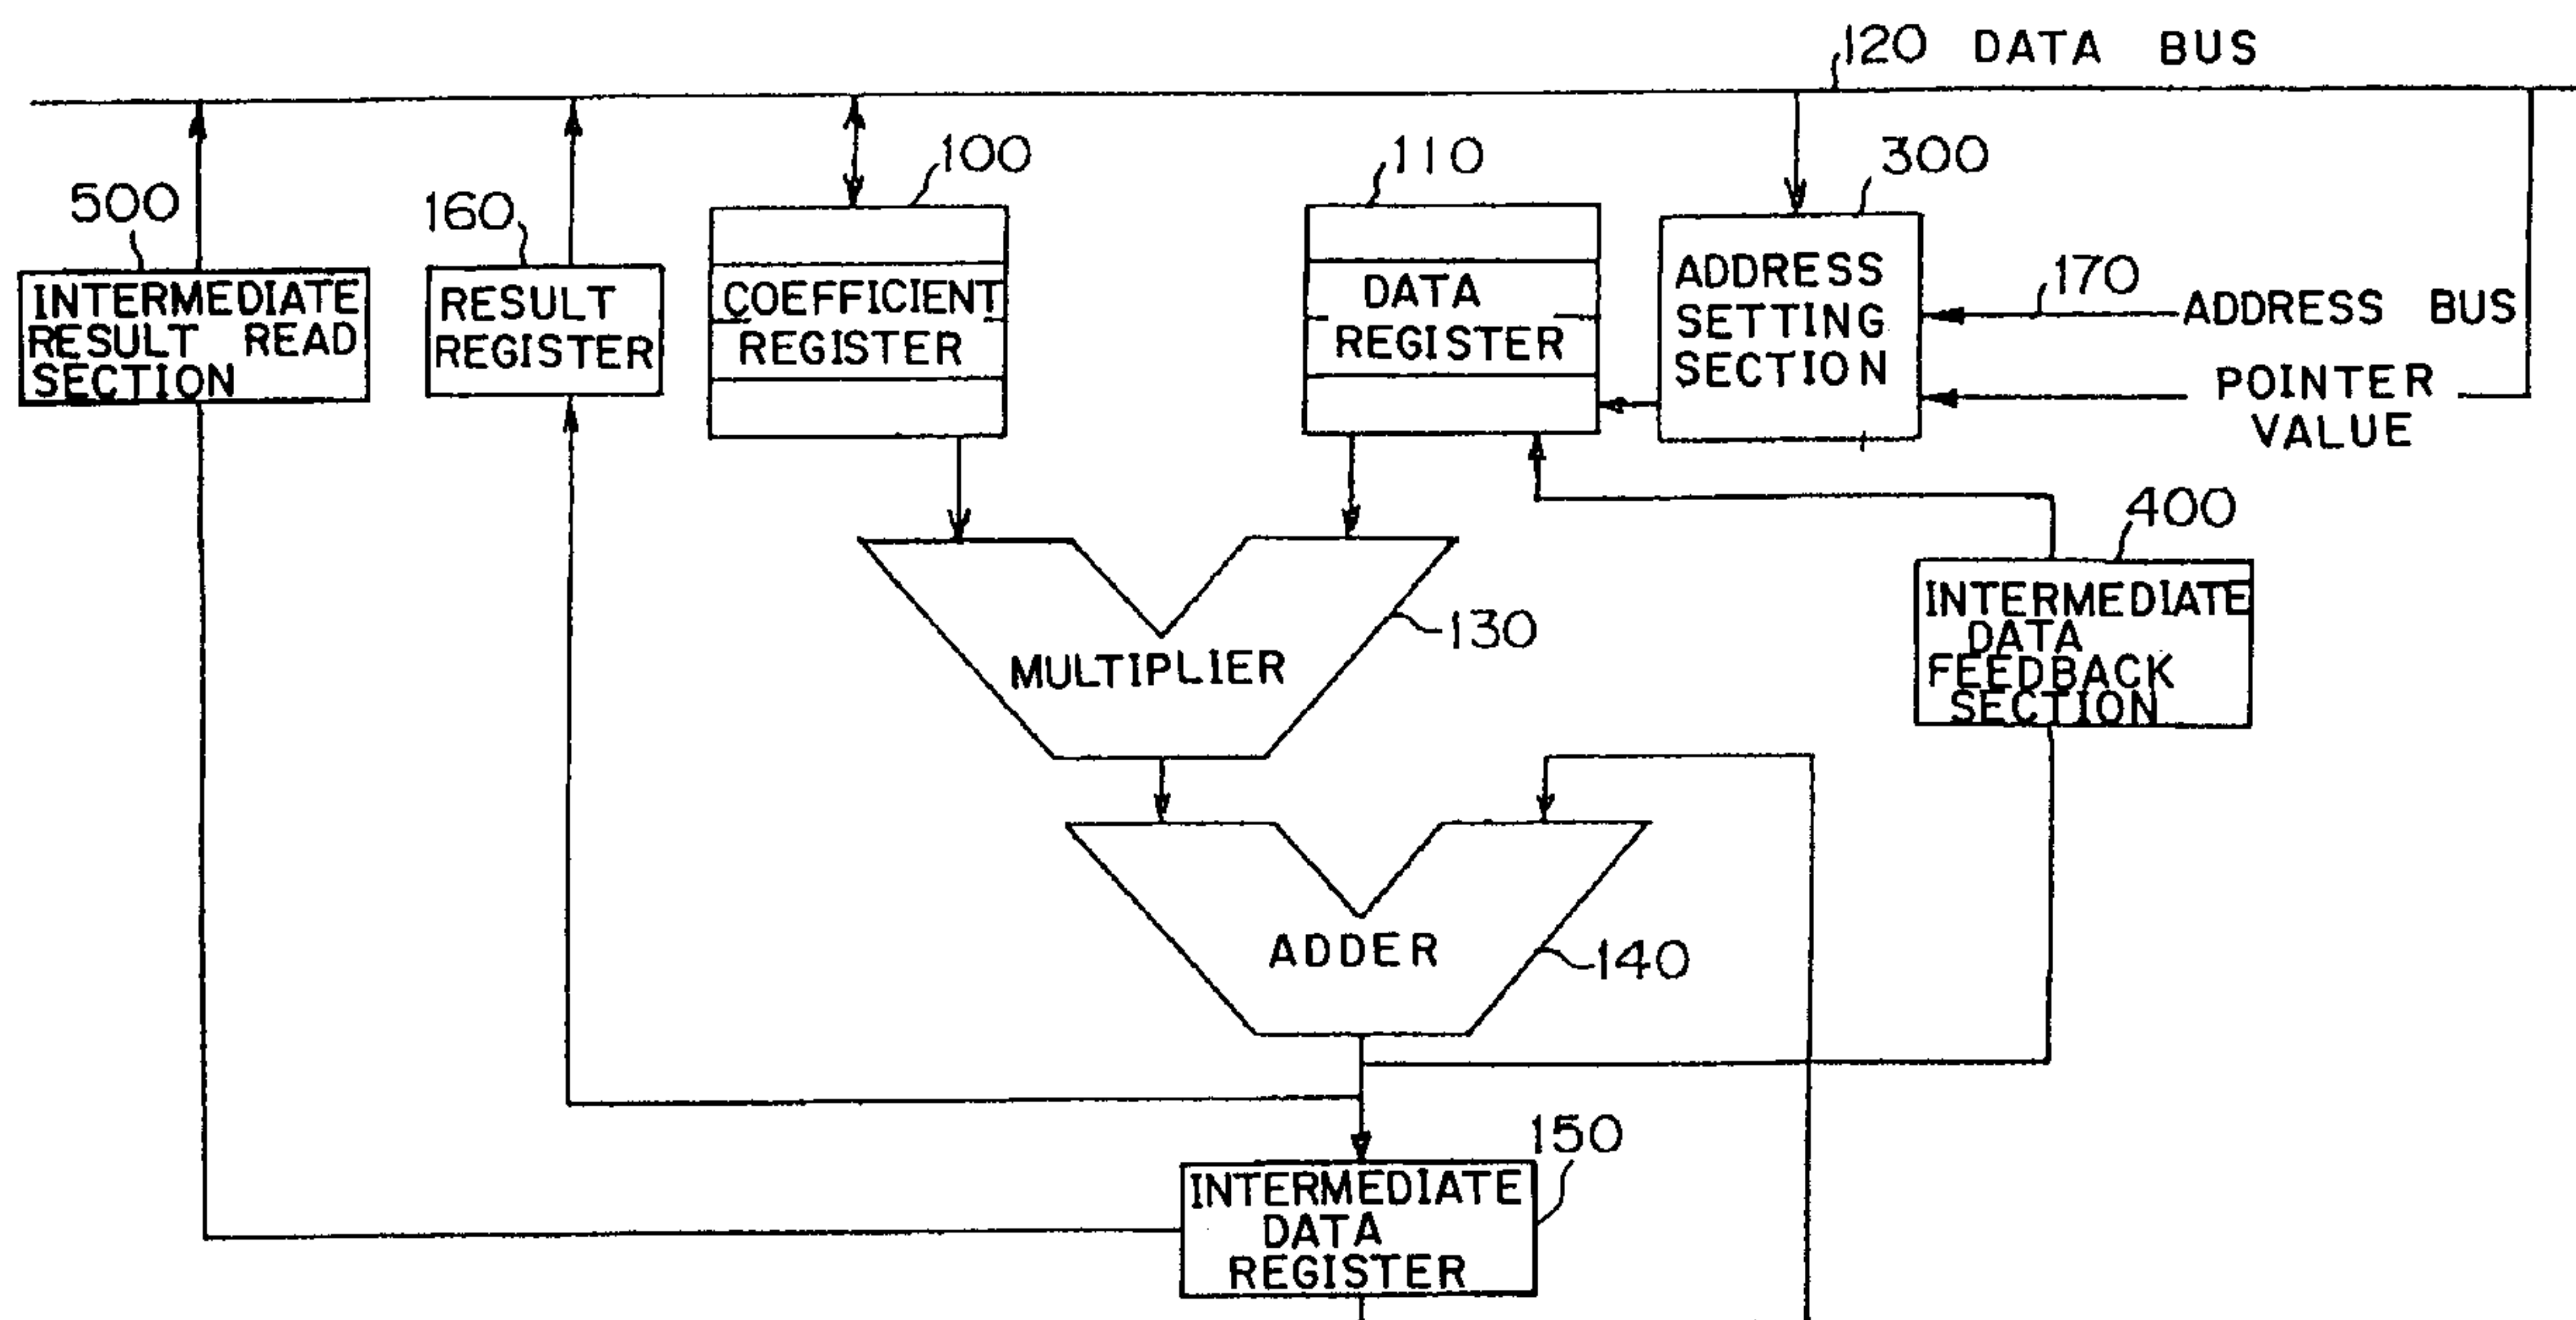 120 DATA BUS
100
110
300
500
160
170
INTERMEDIATE
RESULT READ
SECTION
RESULT
REGISTER
COEFFICIENT
REGISTER
DATA
REGISTER
ADDRESS
SETTING
SECTION
ADDRESS BUS
POINTER
VALUE
400
INTERMEDIATE
DATA
FEEDBACK
SECTION
130
MULTIPLIER
ADDER
140
150
INTERMEDIATE
DATA
REGISTER